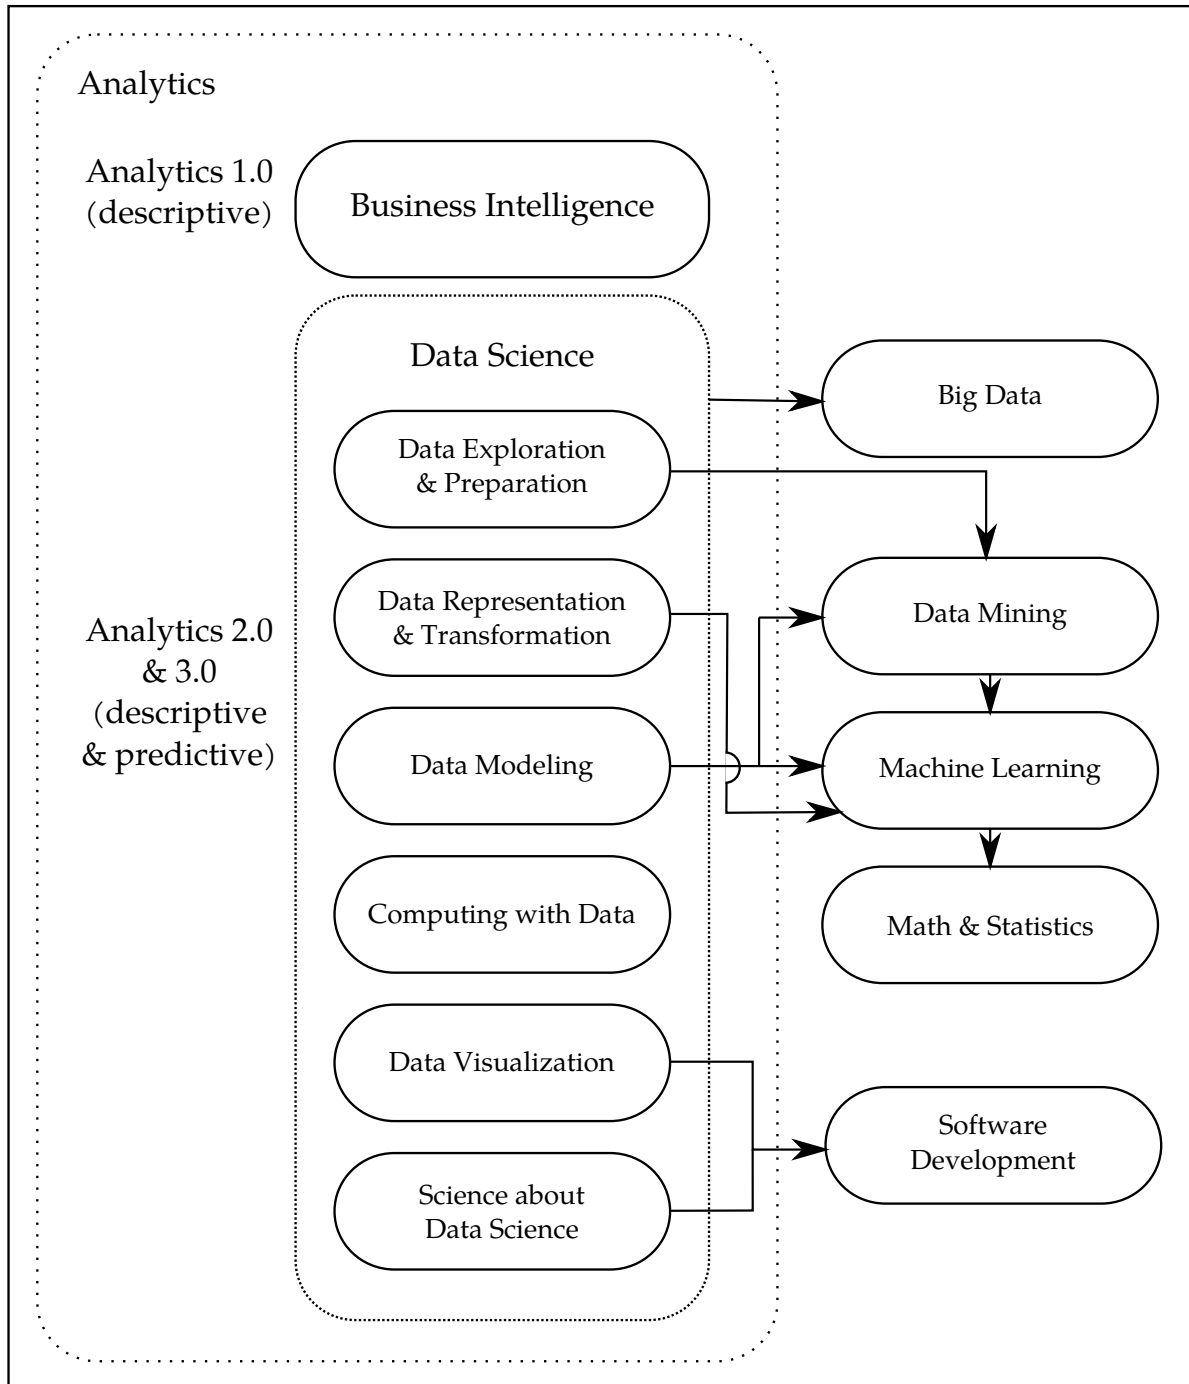 Analytics
Analytics 1.0
(descriptive)
Business Intelligence
Data Science
Big Data
Data Exploration
& Preparation
Data Representation
& Transformation
Data Mining
Analytics 2.0
& 3.0
(descriptive
& predictive)
Data Modeling
Machine Learning
Computing with Data
Math & Statistics
Data Visualization
Software
Development
Science about
Data Science